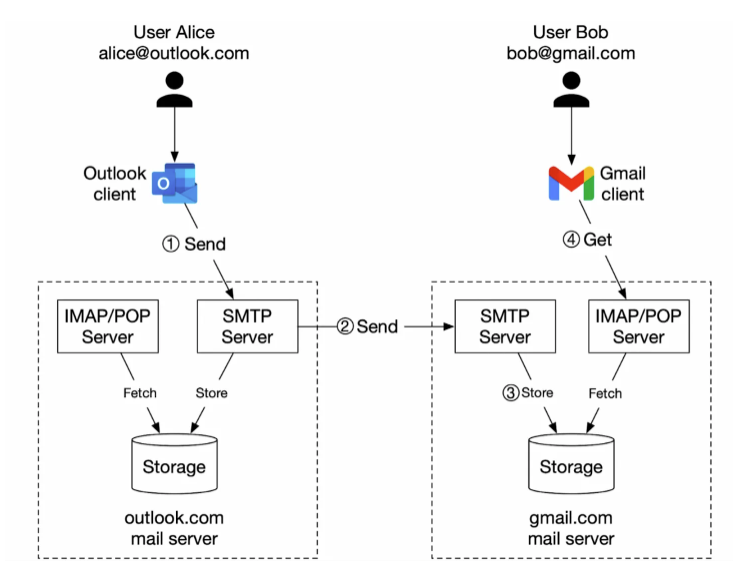 User Alice
alice@outlook.com
User Bob
bob@gmail.com
Outlook
client
O
Gmail
client
① Send
④ Get
IMAP/POP
Server
SMTP
Server
② Send
SMTP
Server
IMAP/POP
Server
Fetch
Store
③ Store
Fetch
Storage
Storage
outlook.com
mail server
gmail.com
mail server